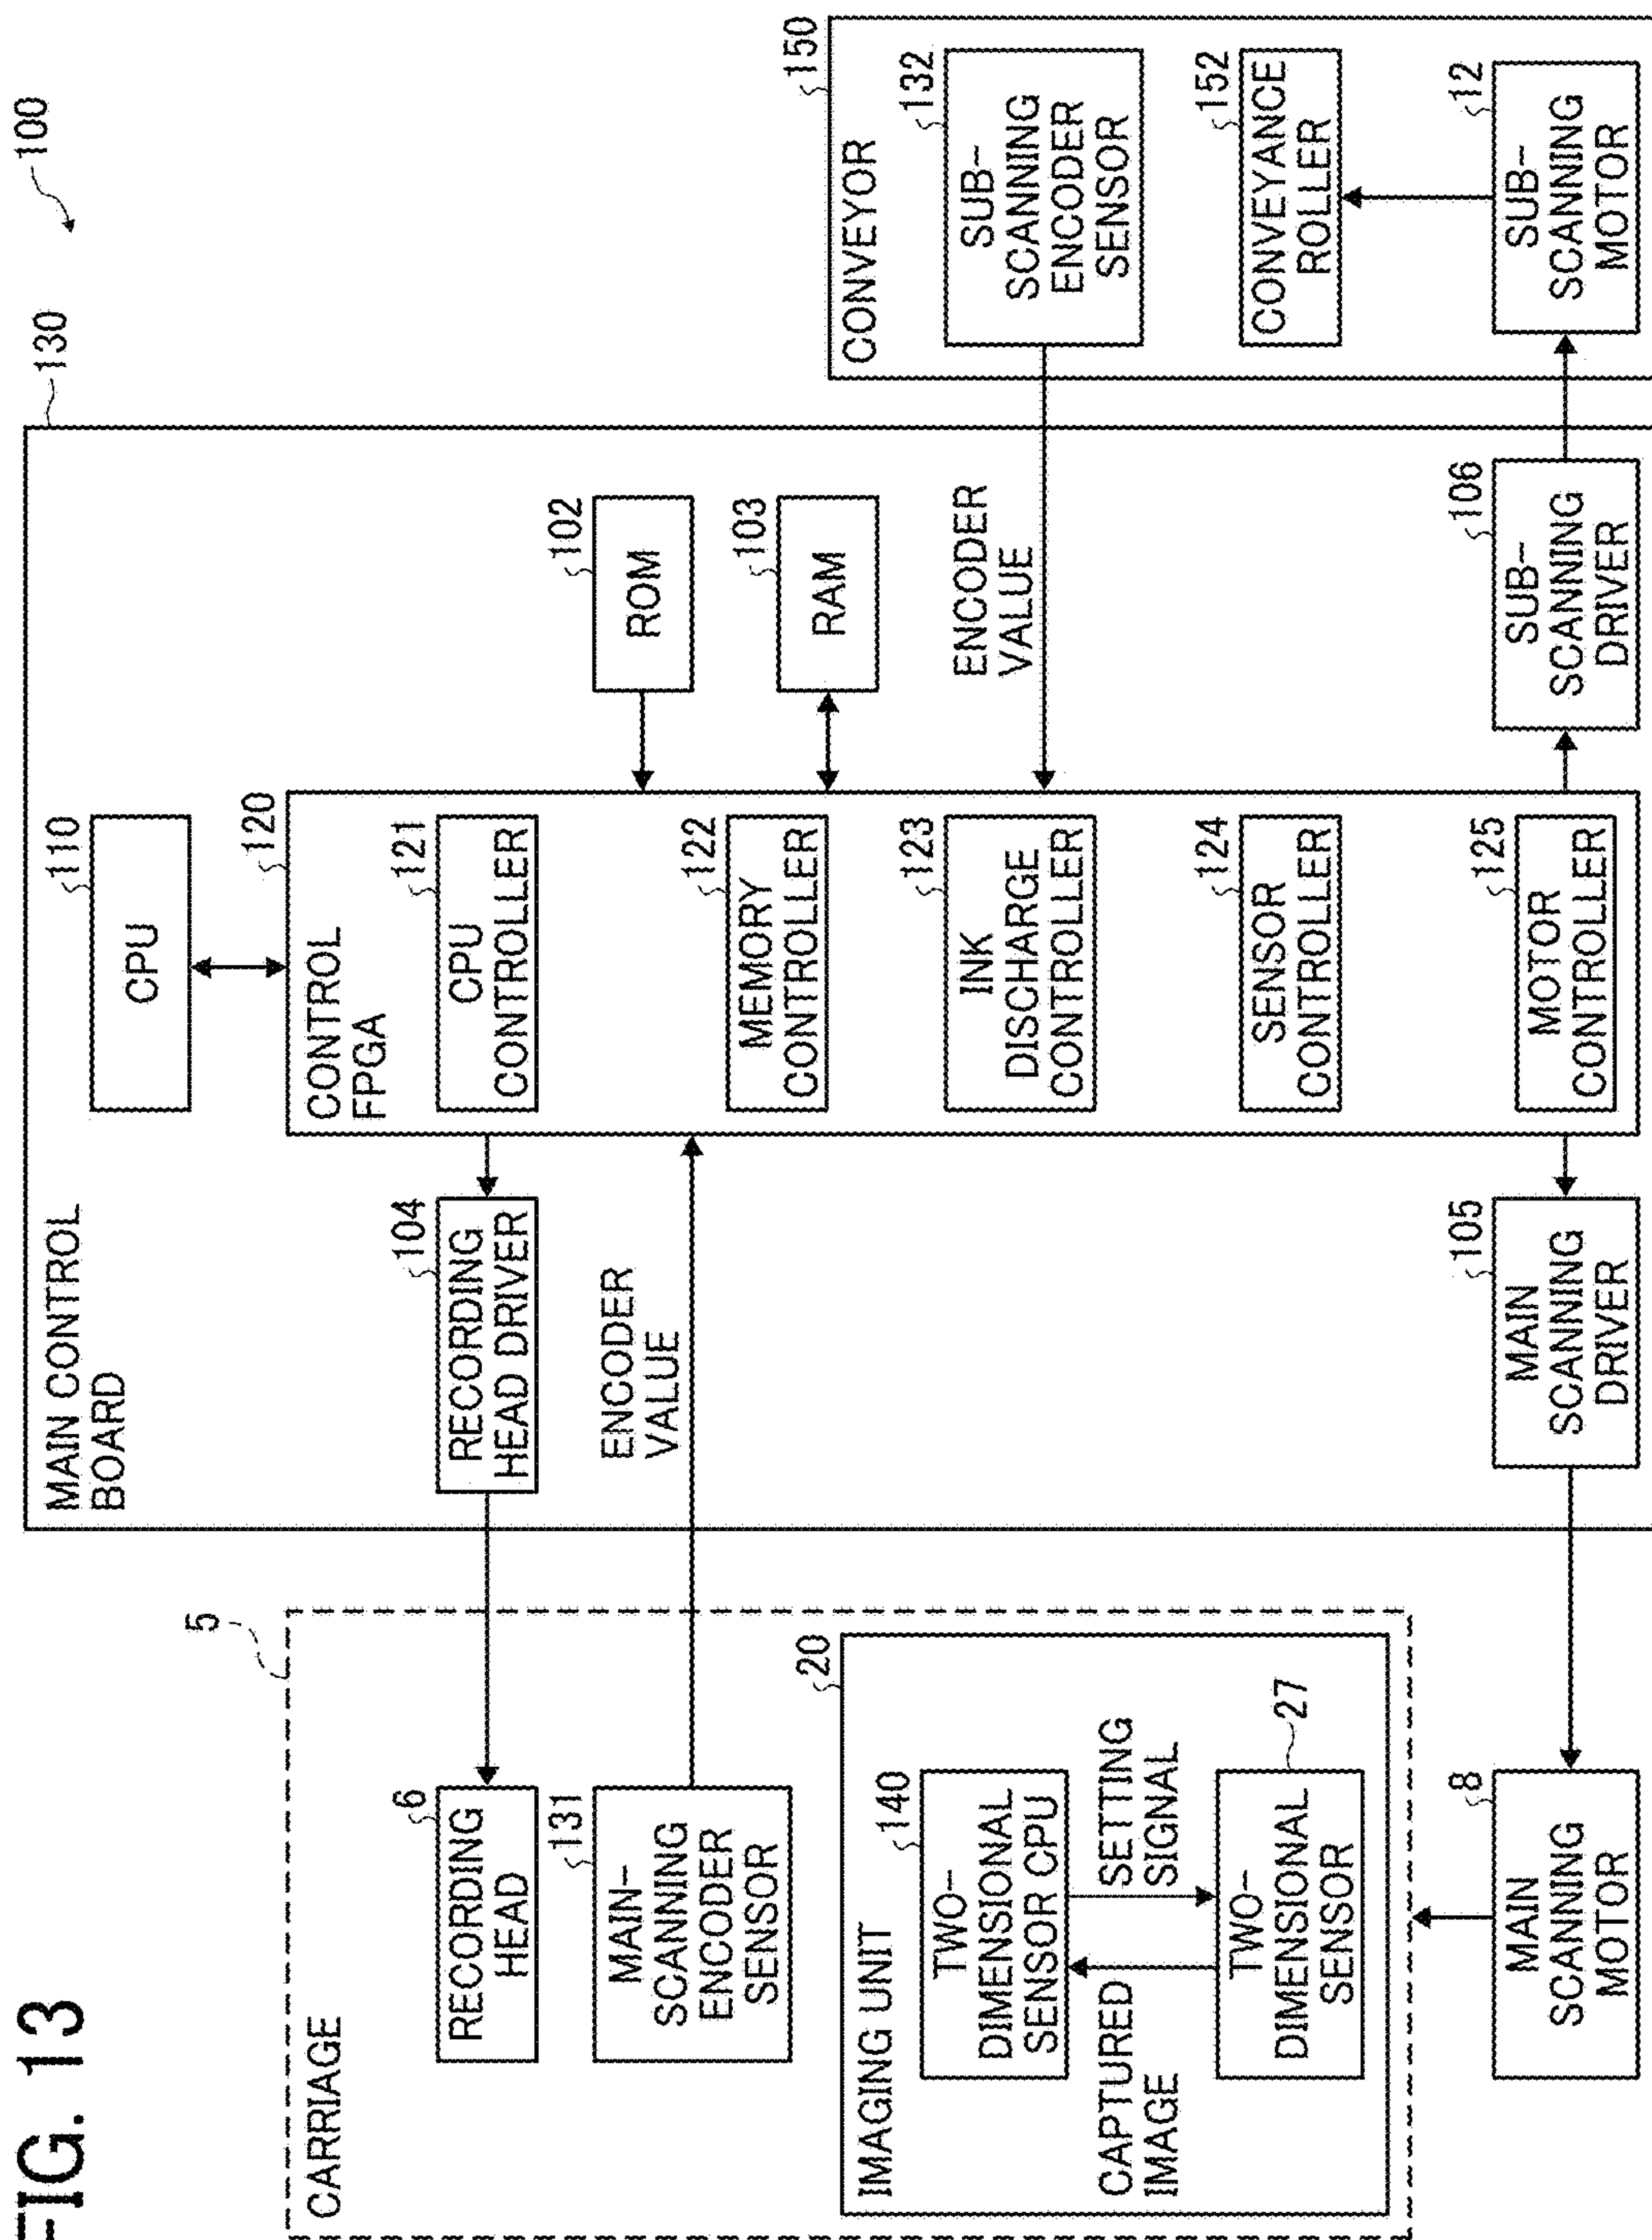 FIG. 13
100
130
MAIN CONTROL
BOARD
110
CPU
120
CONTROL
FPGA
121
CPU
CONTROLLER
122
MEMORY
CONTROLLER
123
INK
DISCHARGE
CONTROLLER
124
SENSOR
CONTROLLER
125
MOTOR
CONTROLLER
102
ROM
103
RAM
104
RECORDING
HEAD DRIVER
ENCODER
VALUE
105
MAIN
SCANNING
DRIVER
ENCODER
VALUE
106
SUB-
SCANNING
DRIVER
5
CARRIAGE
6
RECORDING
HEAD
131
MAIN-
SCANNING
ENCODER
SENSOR
20
IMAGING UNIT
140
TWO-
DIMENSIONAL
SENSOR CPU
CAPTURED
IMAGE
SETTING
SIGNAL
27
TWO-
DIMENSIONAL
SENSOR
8
MAIN
SCANNING
MOTOR
150
CONVEYOR
132
SUB-
SCANNING
ENCODER
SENSOR
152
CONVEYANCE
ROLLER
12
SUB-
SCANNING
MOTOR